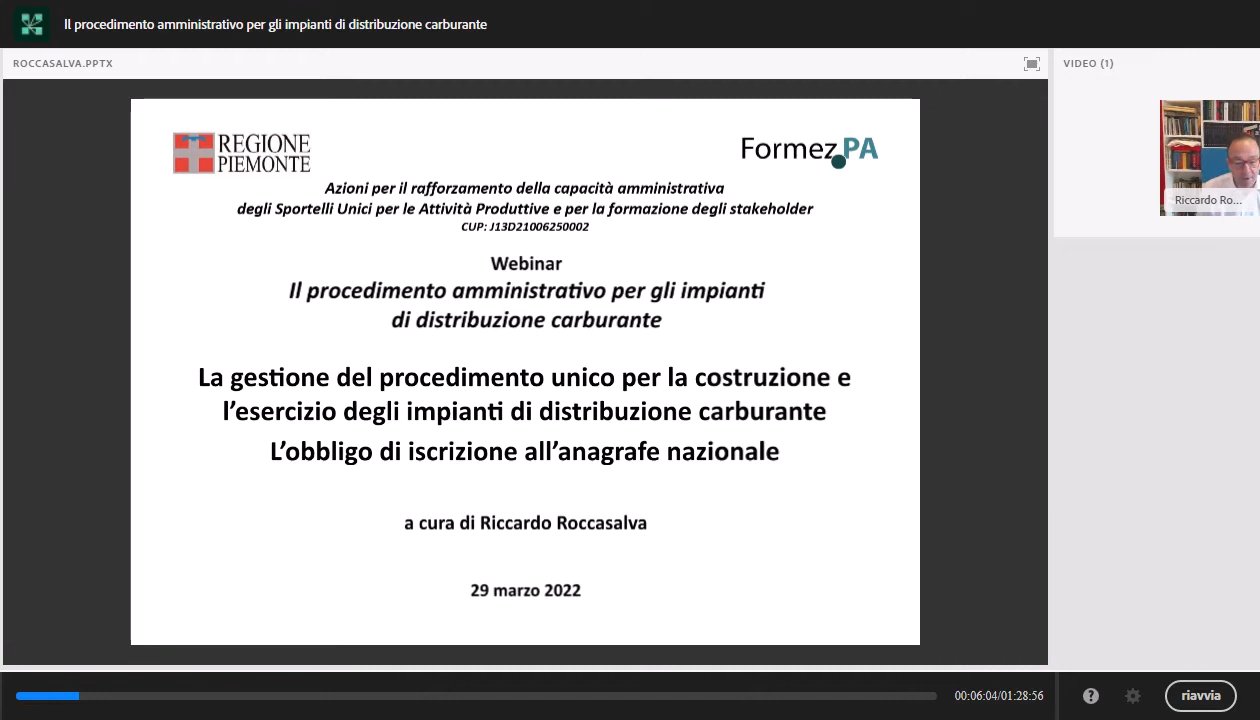 Il procedimento amministrativo per gli impianti di distribuzione carburante
ROCCASALVA.PPTX
VIDEO (1)
REGIONE
PIEMONTE
Formez PA
Azioni per il rafforzamento della capacità amministrativa
degli Sportelli Unici per le Attività Produttive e per la formazione degli stakeholder
CUP: J13D21006250002
Webinar
Il procedimento amministrativo per gli impianti
di distribuzione carburante
La gestione del procedimento unico per la costruzione e
l’esercizio degli impianti di distribuzione carburante
L’obbligo di iscrizione all’anagrafe nazionale
a cura di Riccardo Roccasalva
29 marzo 2022
Riccardo Ro...
00:06:04/01:28:56
?
riavvia